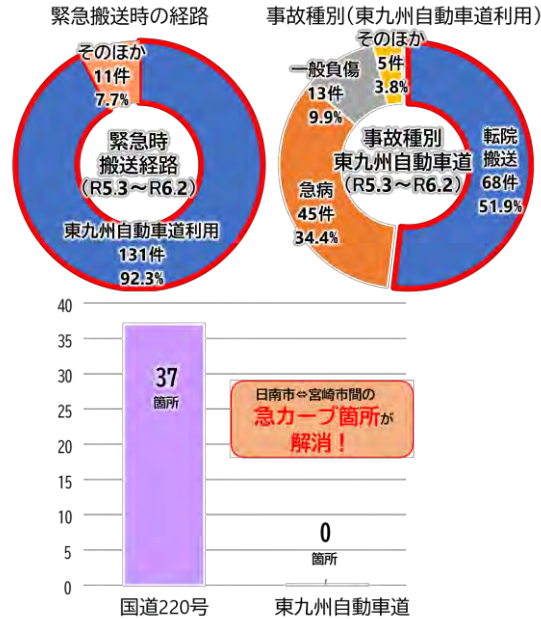 緊急搬送時の経路
そのほか
11件
7.7%
緊急時
搬送経路
（R5.3～R6.2）
東九州自動車道利用
131件
92.3%
事故種別（東九州自動車道利用）
そのほか
5件
3.8%
一般負傷
13件
9.9%
事故種別
東九州自動車道
（R5.3～R6.2）
転院
搬送
68件
51.9%
急病
45件
34.4%
40
35
30
25
20
15
10
5
0
37
箇所
日南市⇔宮崎市間の
急カーブ箇所が
解消！
0
箇所
国道220号
東九州自動車道